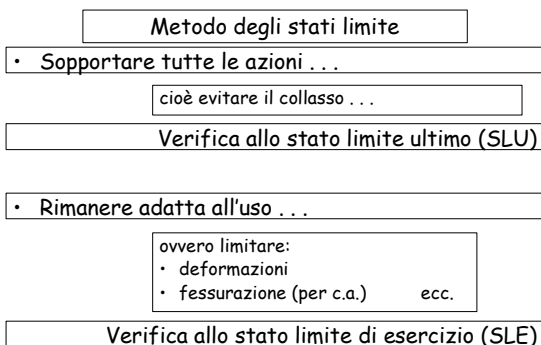 Metodo degli stati limite
• Sopportare tutte le azioni . . .
cioè evitare il collasso . . .
Verifica allo stato limite ultimo (SLU)
• Rimanere adatta all'uso . . .
ovvero limitare:
• deformazioni
• fessurazione (per c.a.) ecc.
Verifica allo stato limite di esercizio (SLE)